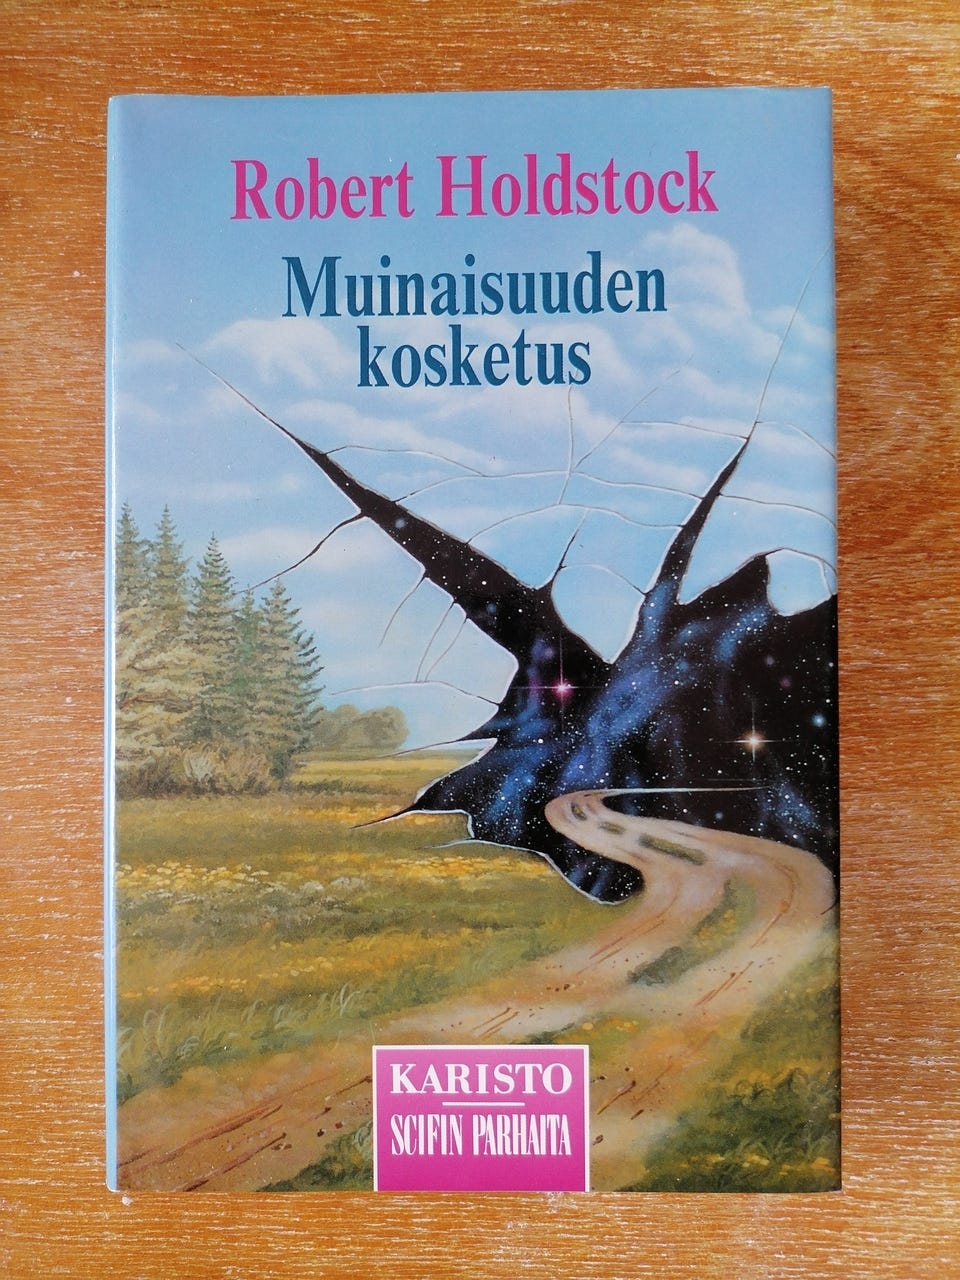 Robert Holdstock
Muinaisuuden
kosketus
KARISTO
SCIFIN PARHAITA